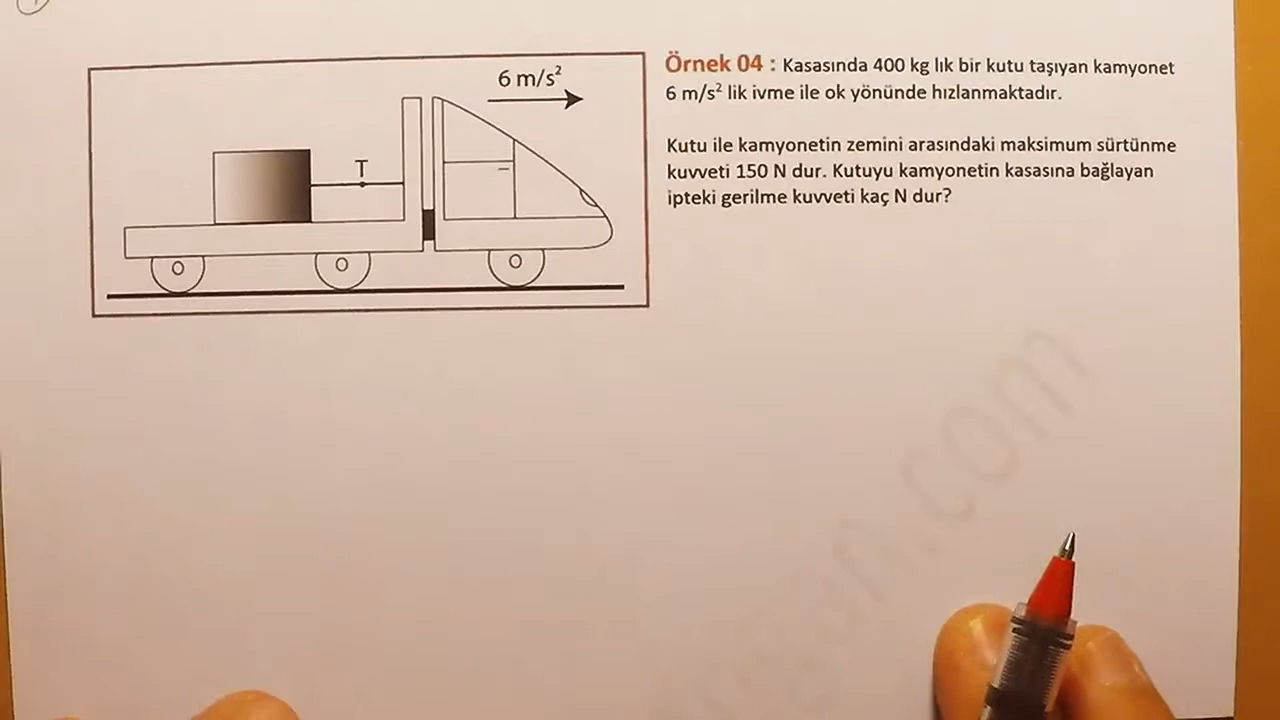 6 m/s²
T
Örnek 04 : Kasasında 400 kg lık bir kutu taşıyan kamyonet
6 m/s² lik ivme ile ok yönünde hızlanmaktadır.
Kutu ile kamyonetin zemini arasındaki maksimum sürtünme
kuvveti 150 N dur. Kutuyu kamyonetin kasasına bağlayan
ipteki gerilme kuvveti kaç N dur?